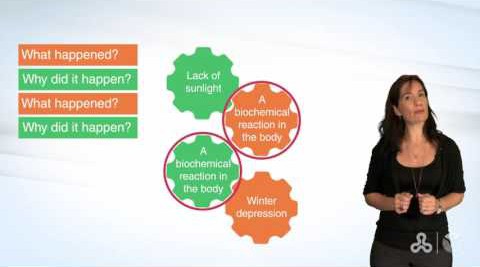 What happened?
Why did it happen?
What happened?
Why did it happen?
Lack of
sunlight
A
biochemical
reaction in
the body
A
biochemical
reaction in
the body
Winter
depression